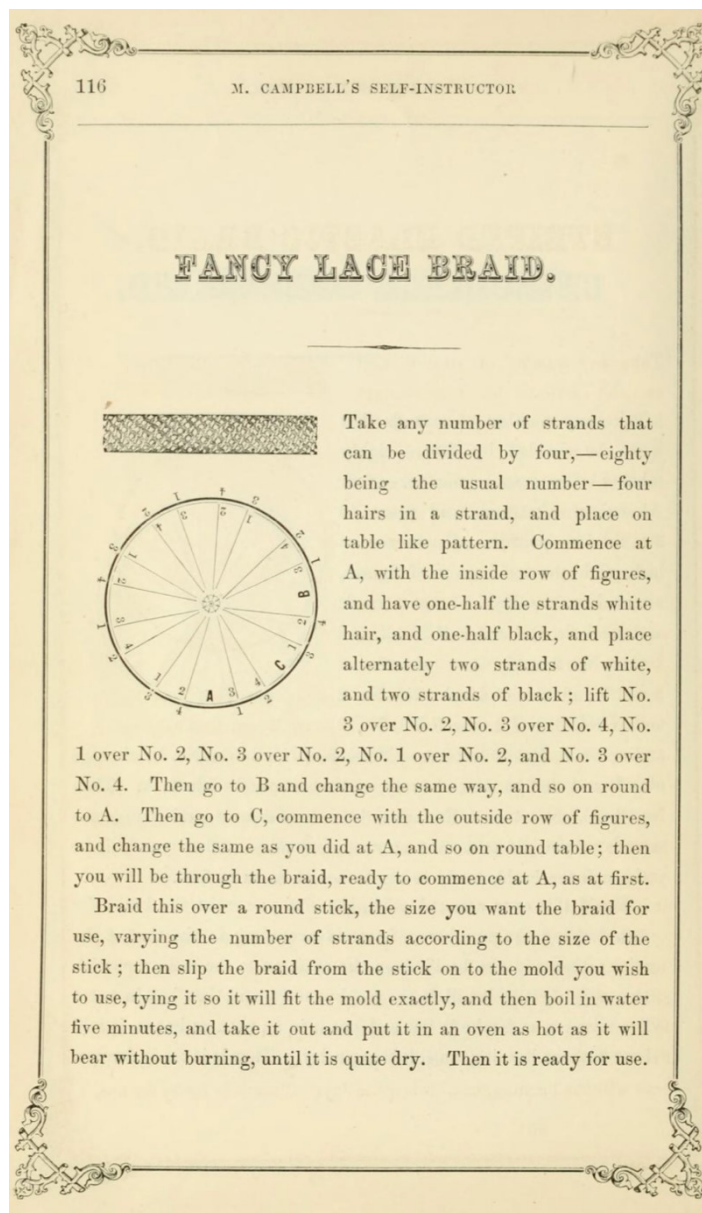 116
M. CAMPBELL'S SELF-INSTRUCTOR
FANCY LACE BRAID.
Take any number of strands that
can be divided by four,—eighty
being the usual number—four
hairs in a strand, and place on
table like pattern. Commence at
A, with the inside row of figures,
and have one-half the strands white
hair, and one-half black, and place
alternately two strands of white,
and two strands of black; lift No.
3 over No. 2, No. 3 over No. 4, No.
1 over No. 2, No. 3 over No. 2, No. 1 over No. 2, and No. 3 over
No. 4. Then go to B and change the same way, and so on round
to A. Then go to C, commence with the outside row of figures,
and change the same as you did at A, and so on round table; then
you will be through the braid, ready to commence at A, as at first.
Braid this over a round stick, the size you want the braid for
use, varying the number of strands according to the size of the
stick; then slip the braid from the stick on to the mold you wish
to use, tying it so it will fit the mold exactly, and then boil in water
five minutes, and take it out and put it in an oven as hot as it will
bear without burning, until it is quite dry. Then it is ready for use.
A
B
C